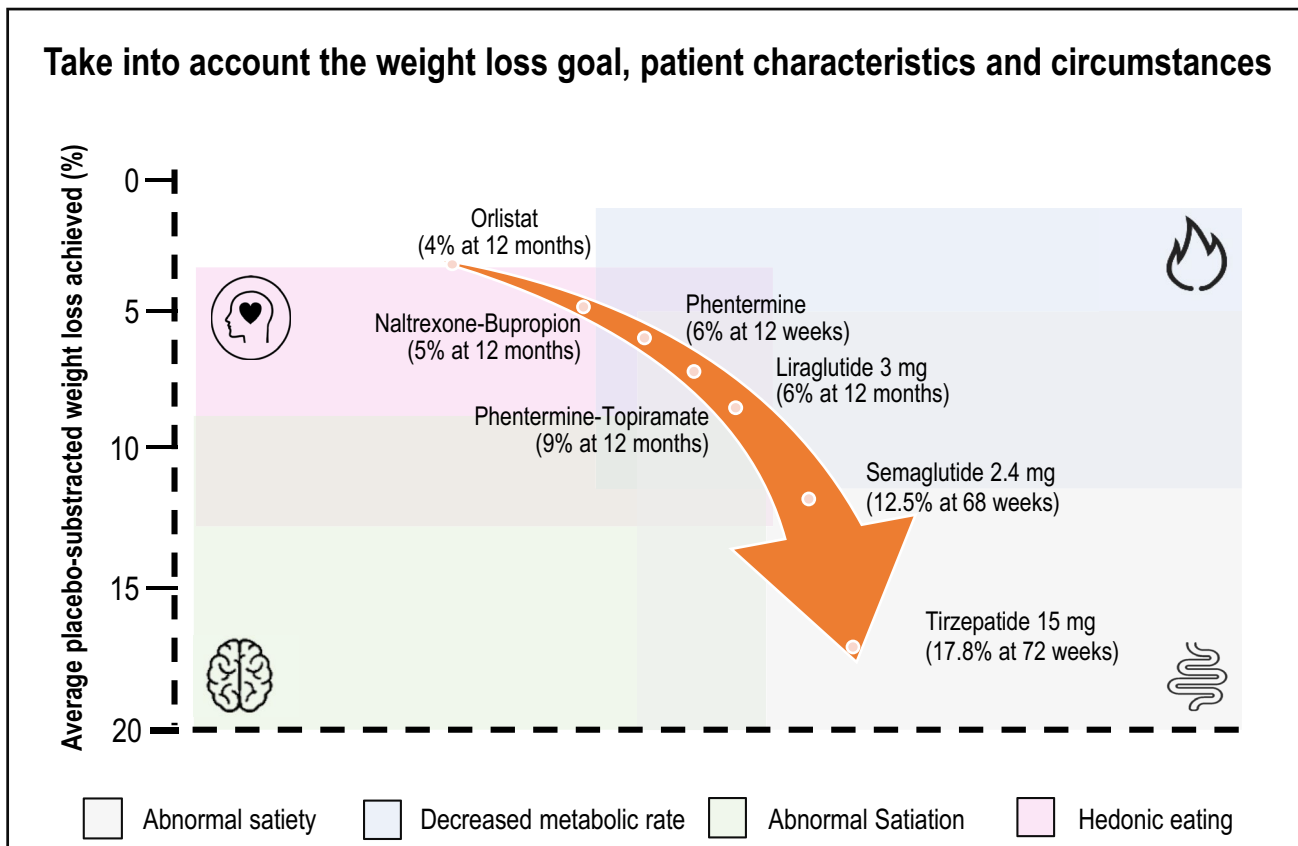 Take into account the weight loss goal, patient characteristics and circumstances
Average placebo-substracted weight loss achieved (%)
0
5
10
15
20
Orlistat
(4% at 12 months)
Naltrexone-Bupropion
(5% at 12 months)
Phentermine
(6% at 12 weeks)
Liraglutide 3 mg
(6% at 12 months)
Phentermine-Topiramate
(9% at 12 months)
Semaglutide 2.4 mg
(12.5% at 68 weeks)
Tirzepatide 15 mg
(17.8% at 72 weeks)
Abnormal satiety
Decreased metabolic rate
Abnormal Satiation
Hedonic eating